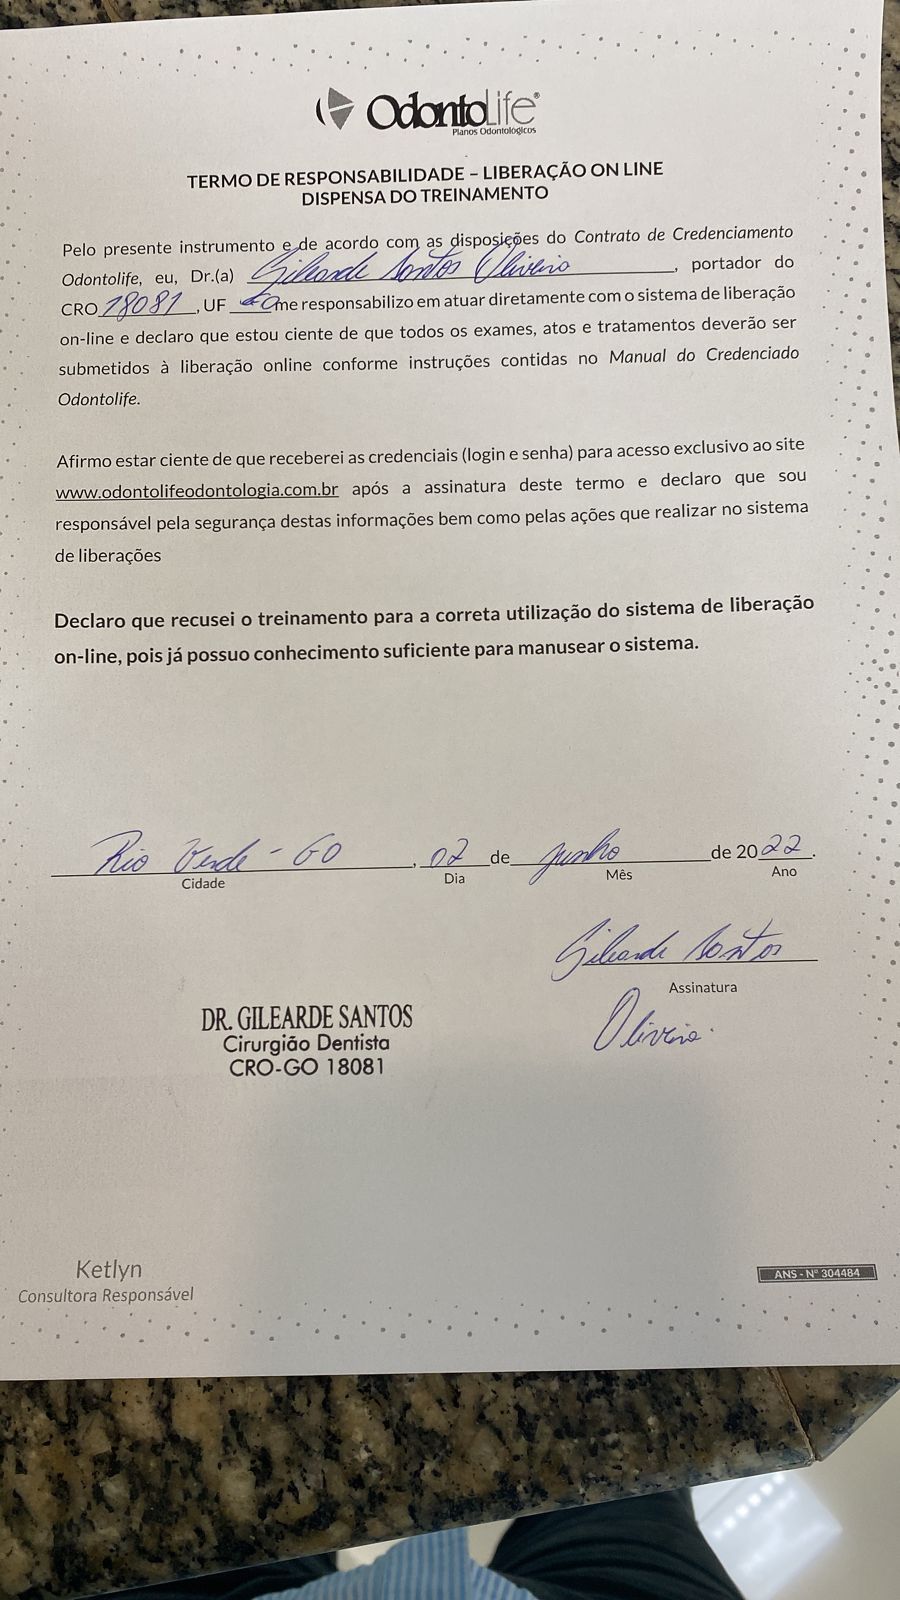 OdontoLife®
Planos Odontológicos
TERMO DE RESPONSABILIDADE – LIBERAÇÃO ON LINE
DISPENSA DO TREINAMENTO
Pelo presente instrumento e de acordo com as disposições do Contrato de Credenciamento
Odontolife, eu, Dr.(a) Gilearde Santos Oliveira, portador do
CRO 18081, UF GO me responsabilizo em atuar diretamente com o sistema de liberação
on-line e declaro que estou ciente de que todos os exames, atos e tratamentos deverão ser
submetidos à liberação online conforme instruções contidas no Manual do Credenciado
Odontolife.
Afirmo estar ciente de que receberei as credenciais (login e senha) para acesso exclusivo ao site
www.odontolifeodontologia.com.br após a assinatura deste termo e declaro que sou
responsável pela segurança destas informações bem como pelas ações que realizar no sistema
de liberações
Declaro que recusei o treinamento para a correta utilização do sistema de liberação
on-line, pois já possuo conhecimento suficiente para manusear o sistema.
Rio Verde - GO, 02 de junho de 2022.
Cidade Dia Mês Ano
Gilearde Santos
Assinatura
Oliveira.
DR. GILEARDE SANTOS
Cirurgião Dentista
CRO-GO 18081
Ketlyn
Consultora Responsável
ANS - Nº 304484